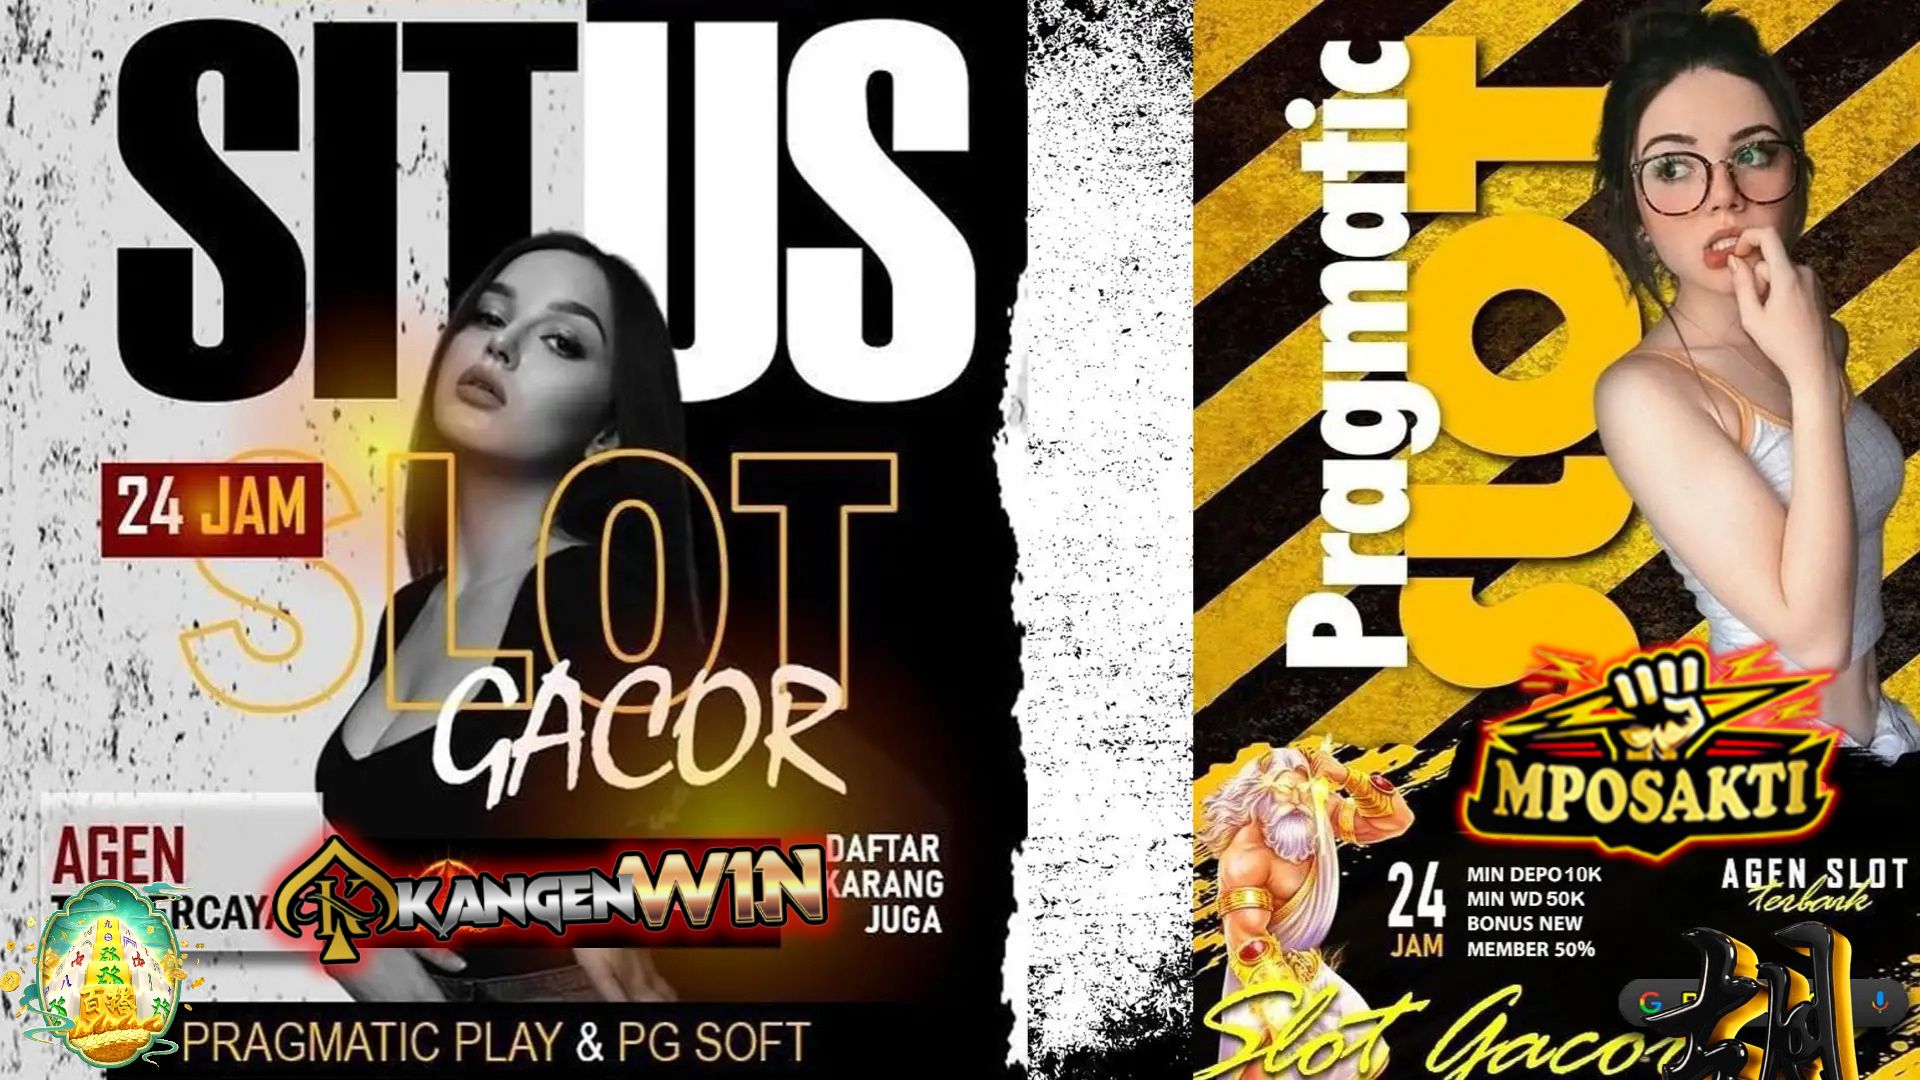 SITUS
24 JAM
SLOT
GACOR
AGEN
KANGENWIN
DAFTAR
KARANG
JUGA
PRAGMATIC PLAY & PG SOFT
Pragmatic
SLOT
MPOSAKTI
24
JAM
MIN DEPO 10K
MIN WD 50K
BONUS NEW
MEMBER 50%
AGEN SLOT
Terbaik
Slot Gacor